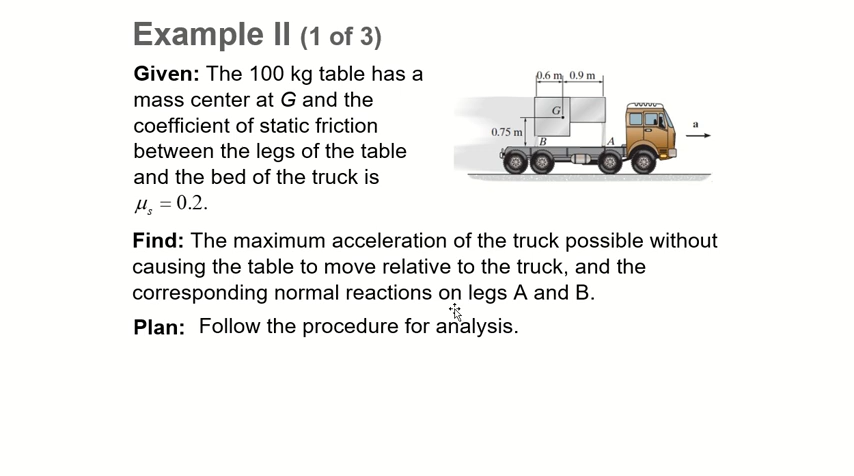 Example II (1 of 3)
Given: The 100 kg table has a
mass center at G and the
coefficient of static friction
between the legs of the table
and the bed of the truck is
μs = 0.2.
0.6 m 0.9 m
G
0.75 m
B
A
a
Find: The maximum acceleration of the truck possible without
causing the table to move relative to the truck, and the
corresponding normal reactions on legs A and B.
Plan: Follow the procedure for analysis.